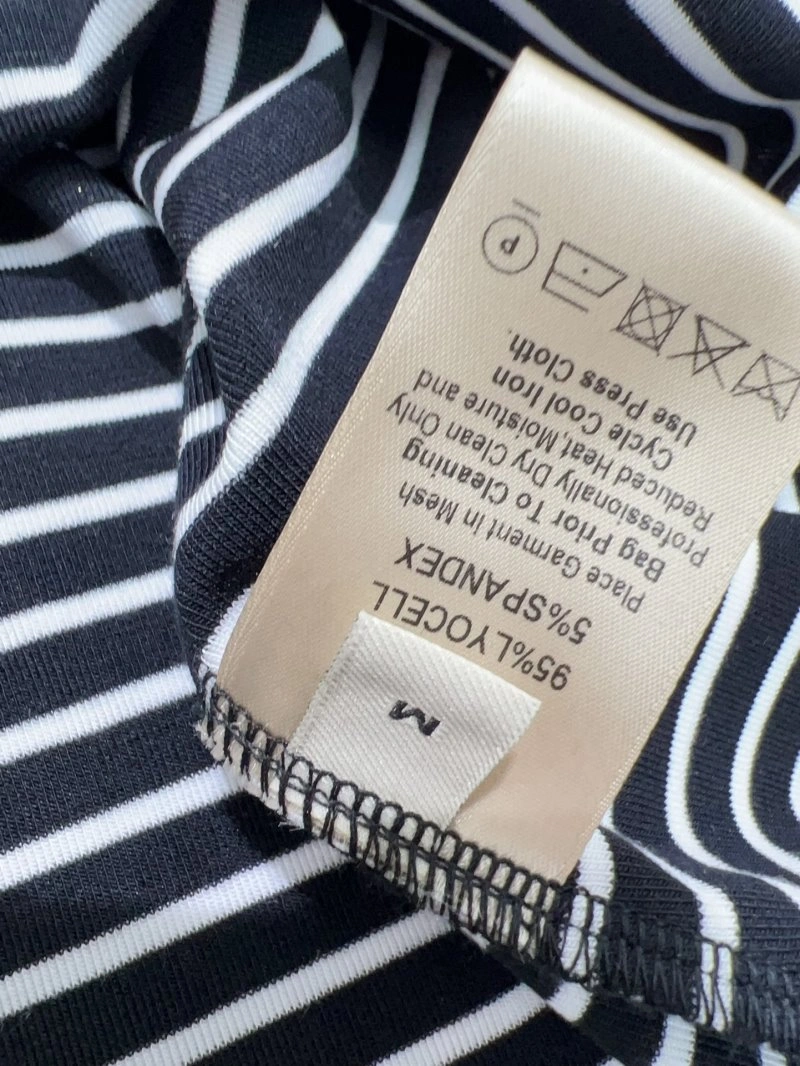 M
95%LYOCELL
5%SPANDEX
Place Garment in Mesh
Bag Prior To Cleaning
Professionally Dry Clean Only
Reduced Heat,Moisture and
Cycle Cool Iron
Use Press Cloth.
P